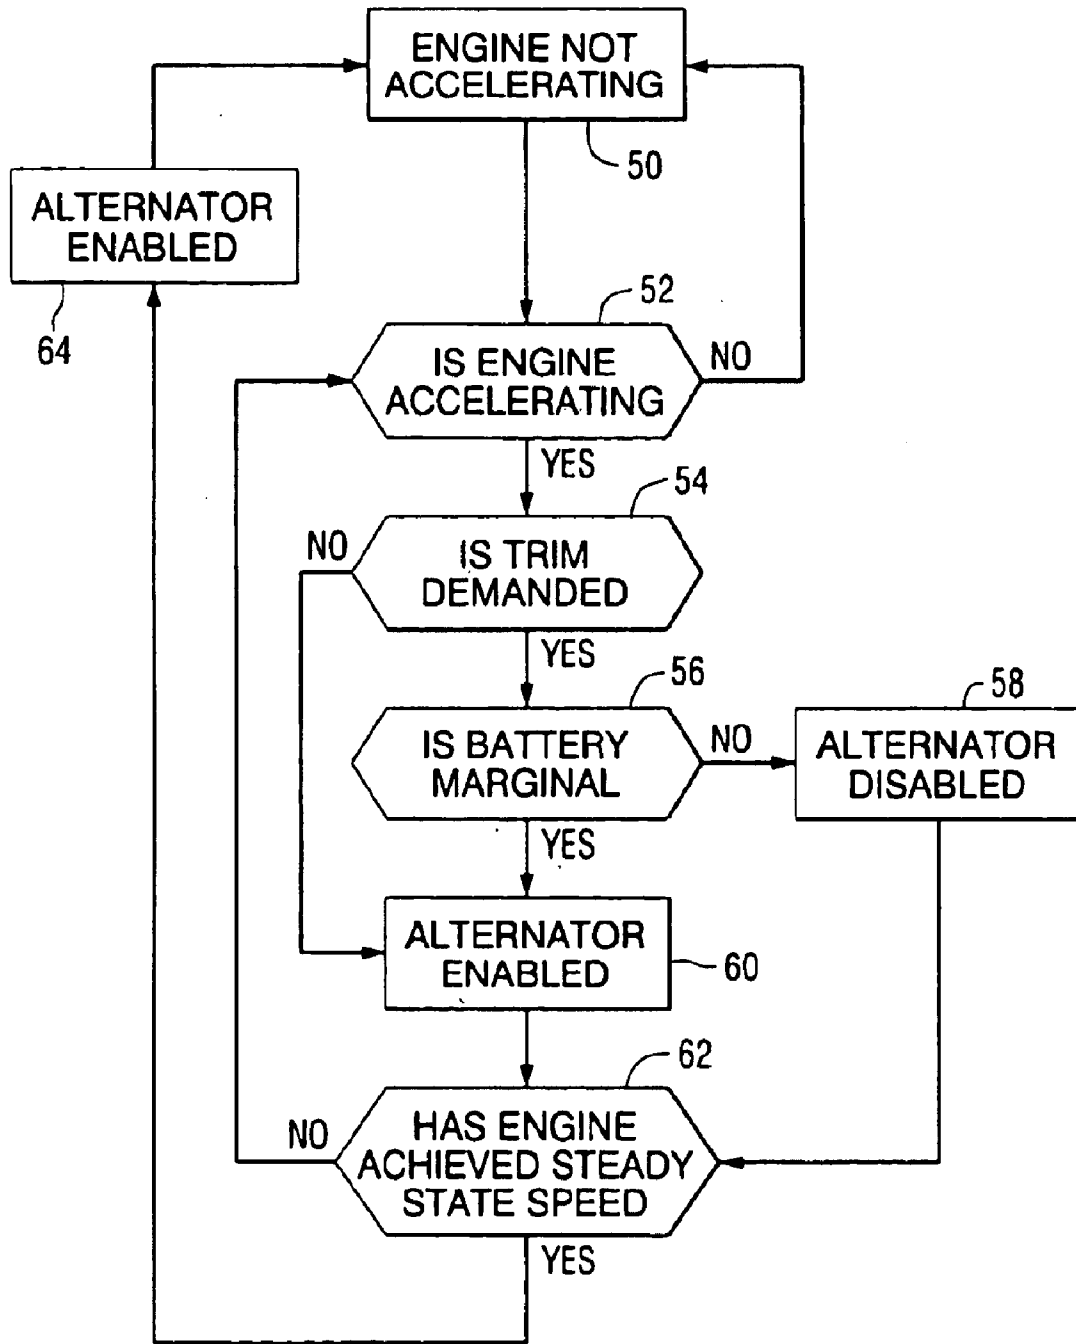 ENGINE NOT
ACCELERATING
50
ALTERNATOR
ENABLED
64
52
IS ENGINE
ACCELERATING
NO
YES
54
NO
IS TRIM
DEMANDED
YES
56
58
IS BATTERY
MARGINAL
NO
ALTERNATOR
DISABLED
YES
ALTERNATOR
ENABLED
60
62
NO
HAS ENGINE
ACHIEVED STEADY
STATE SPEED
YES